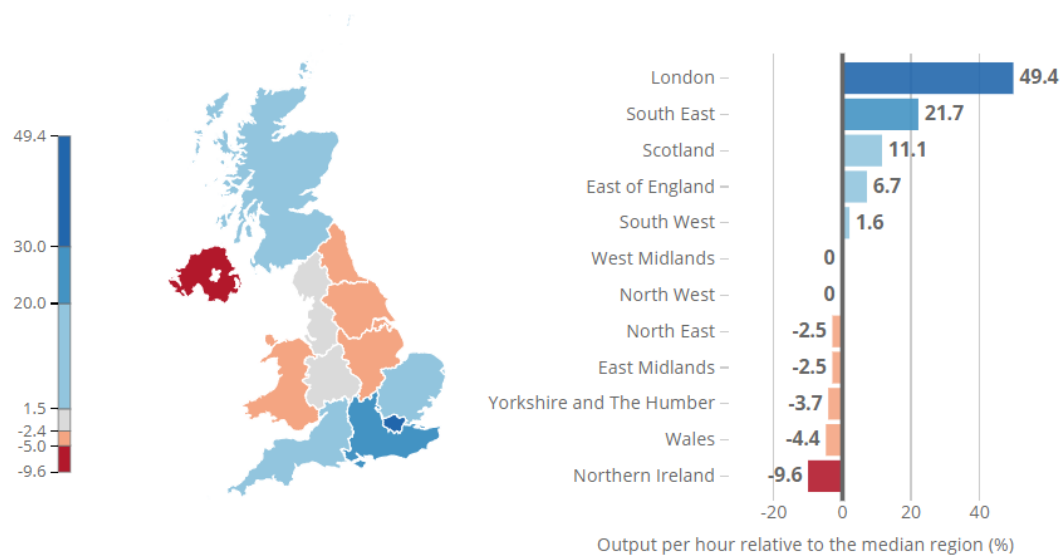 49.4
30.0
20.0
1.5
-2.4
-5.0
-9.6
London 49.4
South East 21.7
Scotland 11.1
East of England 6.7
South West 1.6
West Midlands 0
North West 0
North East -2.5
East Midlands -2.5
Yorkshire and The Humber -3.7
Wales -4.4
Northern Ireland -9.6
-20 0 20 40
Output per hour relative to the median region (%)